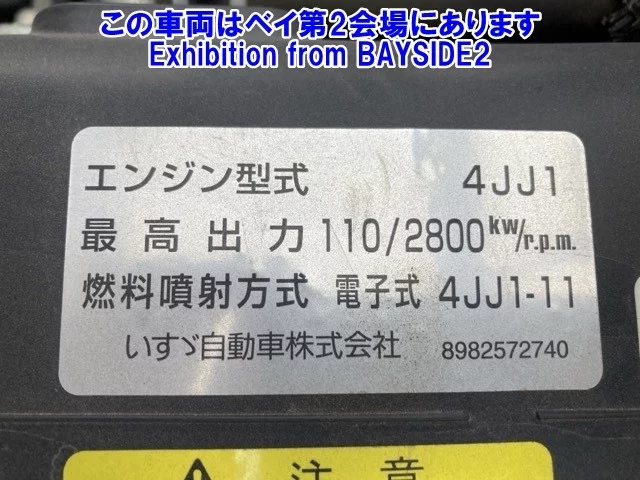 この車両はベイ第2会場にあります
Exhibition from BAYSIDE2
エンジン型式 4JJ1
最高出力 110/2800 kw/r.p.m.
燃料噴射方式 電子式 4JJ1-11
いすゞ自動車株式会社 8982572740
注意